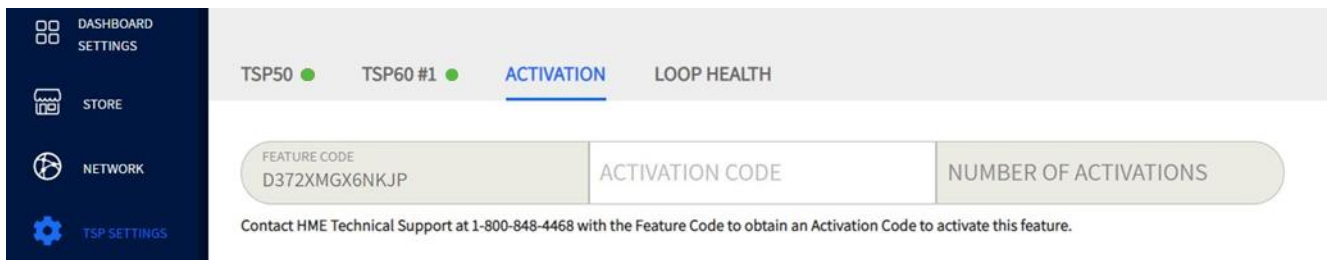 DASHBOARD
SETTINGS
STORE
NETWORK
TSP SETTINGS
TSP50
TSP60 #1
ACTIVATION
LOOP HEALTH
FEATURE CODE
D372XMGX6NKJP
ACTIVATION CODE
NUMBER OF ACTIVATIONS
Contact HME Technical Support at 1-800-848-4468 with the Feature Code to obtain an Activation Code to activate this feature.